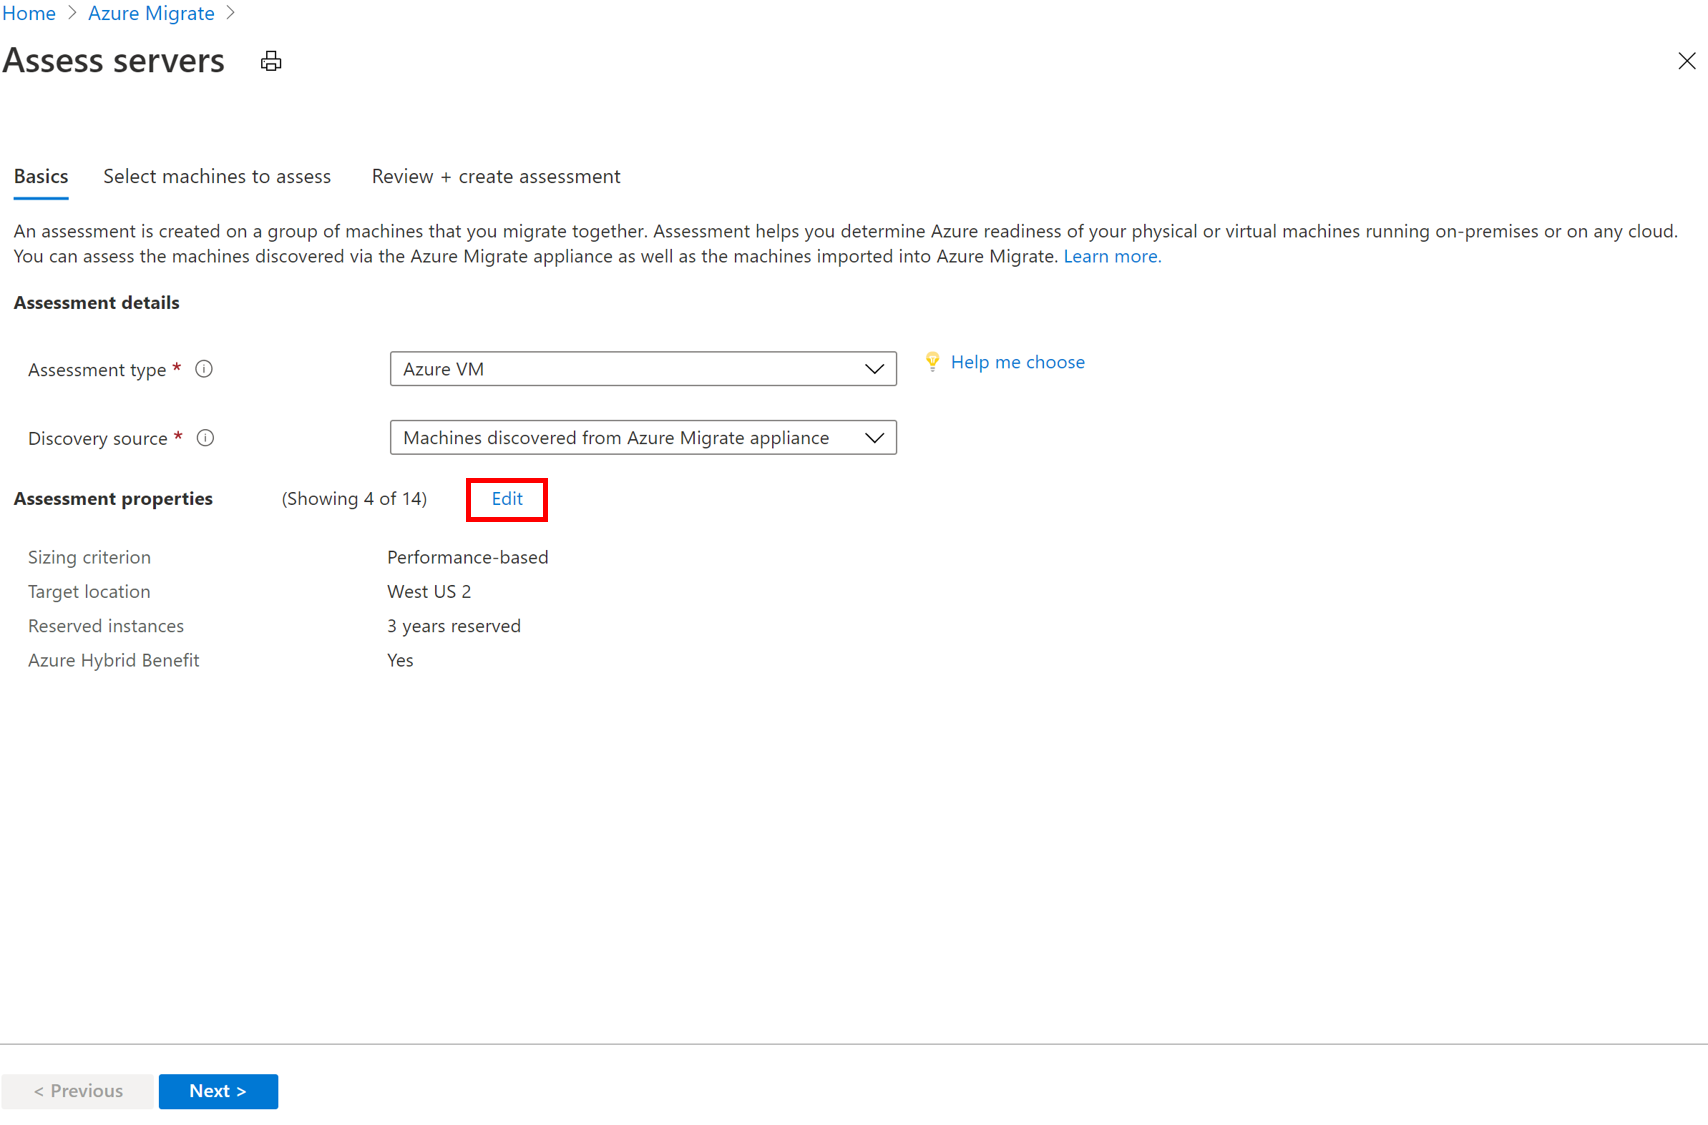 Home > Azure Migrate >
Assess servers
Basics Select machines to assess Review + create assessment
An assessment is created on a group of machines that you migrate together. Assessment helps you determine Azure readiness of your physical or virtual machines running on-premises or on any cloud.
You can assess the machines discovered via the Azure Migrate appliance as well as the machines imported into Azure Migrate. Learn more.
Assessment details
Assessment type *
Azure VM
Help me choose
Discovery source *
Machines discovered from Azure Migrate appliance
Assessment properties (Showing 4 of 14) Edit
Sizing criterion Performance-based
Target location West US 2
Reserved instances 3 years reserved
Azure Hybrid Benefit Yes
< Previous Next >